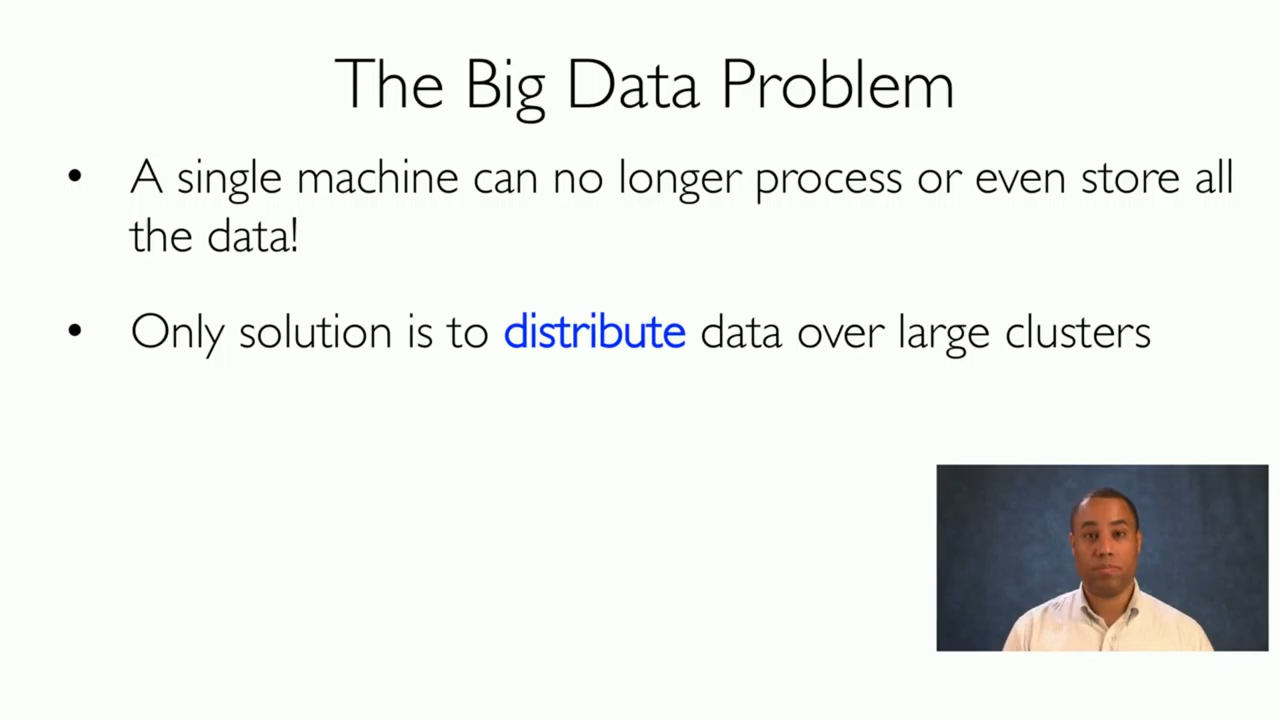 The Big Data Problem
• A single machine can no longer process or even store all
the data!
• Only solution is to distribute data over large clusters